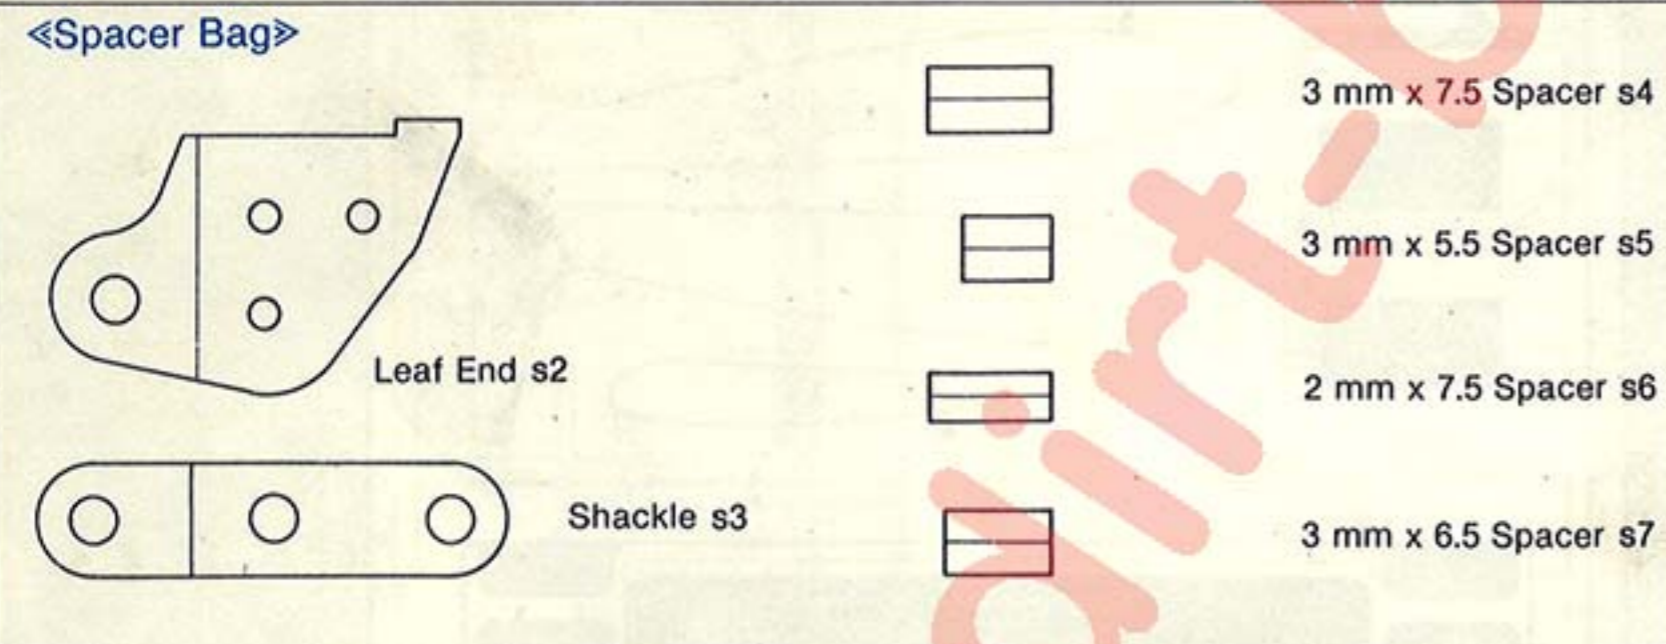 ≪Spacer Bag≫
Leaf End s2
Shackle s3
3 mm x 7.5 Spacer s4
3 mm x 5.5 Spacer s5
2 mm x 7.5 Spacer s6
3 mm x 6.5 Spacer s7